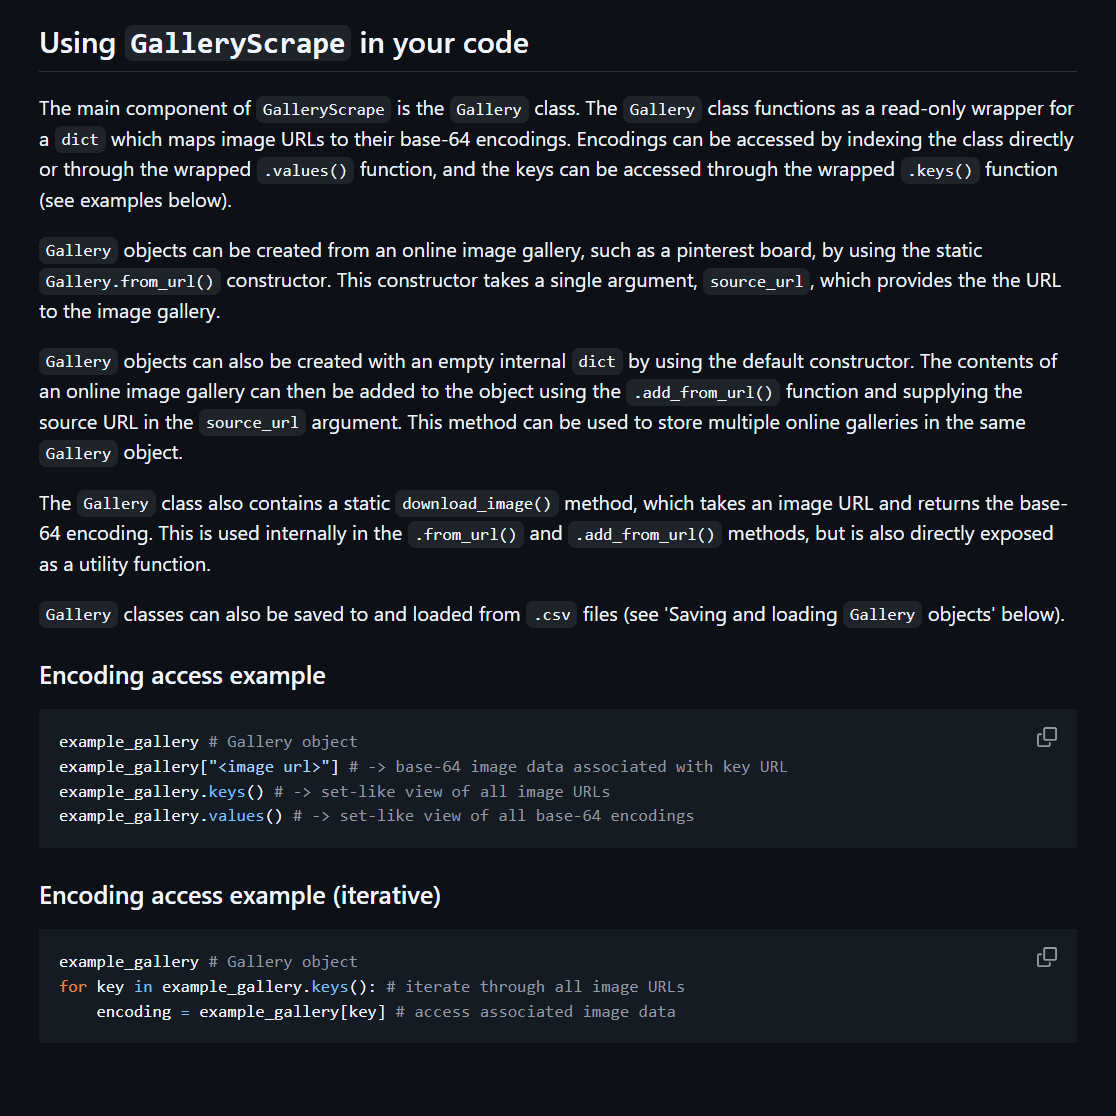 Using GalleryScrape in your code
The main component of GalleryScrape is the Gallery class. The Gallery class functions as a read-only wrapper for
a dict which maps image URLs to their base-64 encodings. Encodings can be accessed by indexing the class directly
or through the wrapped .values() function, and the keys can be accessed through the wrapped .keys() function
(see examples below).
Gallery objects can be created from an online image gallery, such as a pinterest board, by using the static
Gallery.from_url() constructor. This constructor takes a single argument, source_url, which provides the the URL
to the image gallery.
Gallery objects can also be created with an empty internal dict by using the default constructor. The contents of
an online image gallery can then be added to the object using the .add_from_url() function and supplying the
source URL in the source_url argument. This method can be used to store multiple online galleries in the same
Gallery object.
The Gallery class also contains a static download_image() method, which takes an image URL and returns the base-
64 encoding. This is used internally in the .from_url() and .add_from_url() methods, but is also directly exposed
as a utility function.
Gallery classes can also be saved to and loaded from .csv files (see 'Saving and loading Gallery objects' below).
Encoding access example
example_gallery # Gallery object
example_gallery["<image url>"] # -> base-64 image data associated with key URL
example_gallery.keys() # -> set-like view of all image URLs
example_gallery.values() # -> set-like view of all base-64 encodings
Encoding access example (iterative)
example_gallery # Gallery object
for key in example_gallery.keys(): # iterate through all image URLs
    encoding = example_gallery[key] # access associated image data